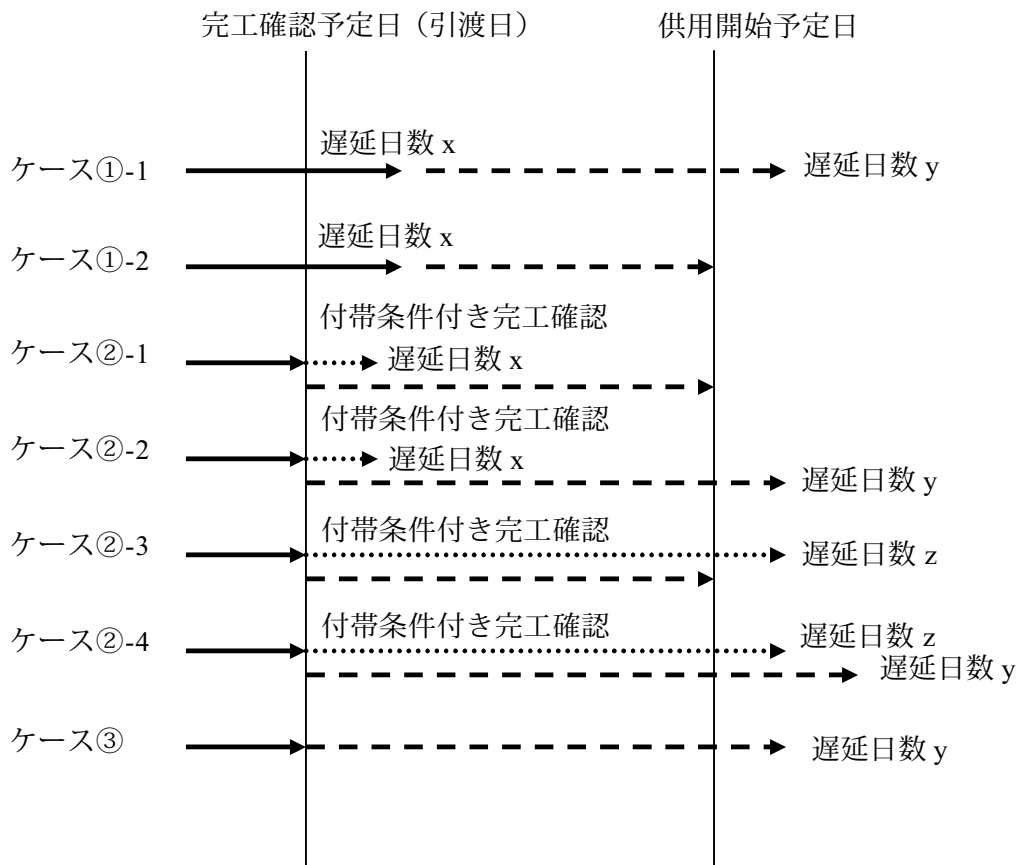 完工確認予定日（引渡日）
供用開始予定日
遅延日数 x
ケース①-1
遅延日数 y
遅延日数 x
ケース①-2
付帯条件付き完工確認
ケース②-1
遅延日数 x
付帯条件付き完工確認
ケース②-2
遅延日数 x
遅延日数 y
付帯条件付き完工確認
ケース②-3
遅延日数 z
付帯条件付き完工確認
ケース②-4
遅延日数 z
遅延日数 y
ケース③
遅延日数 y